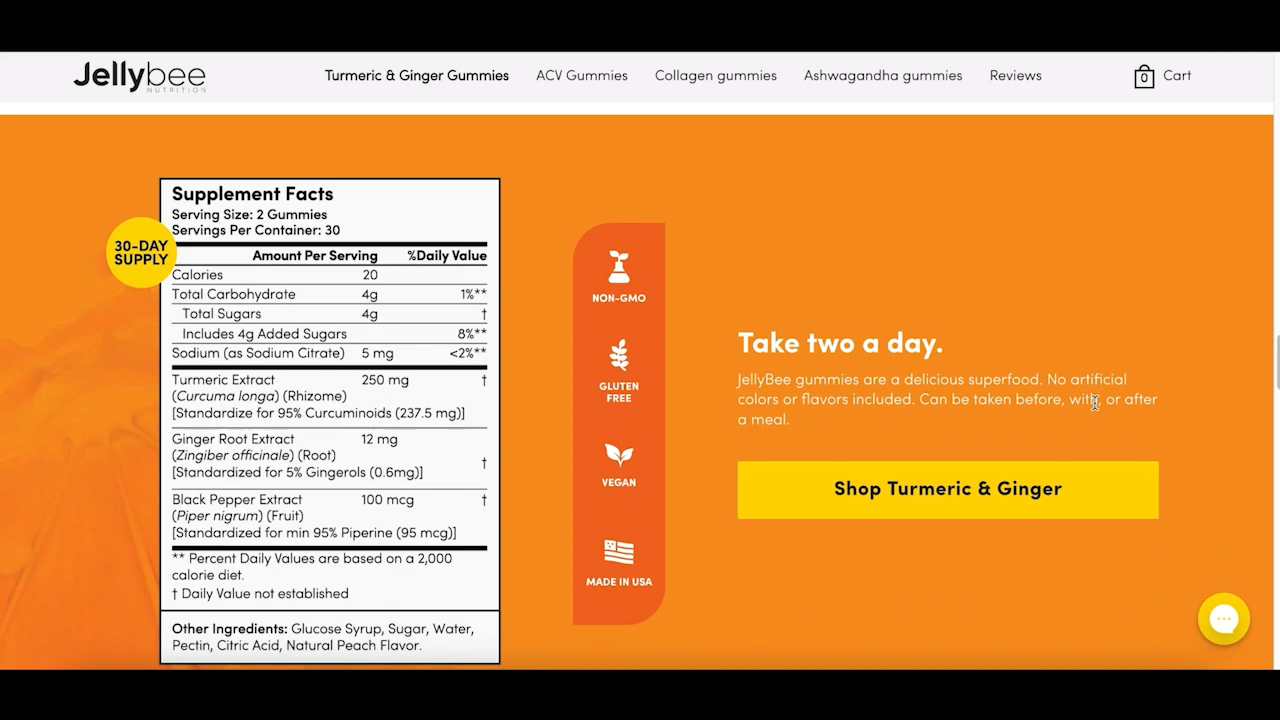 Jellybee
NUTRITION
Turmeric & Ginger Gummies
ACV Gummies
Collagen gummies
Ashwagandha gummies
Reviews
0
Cart
30-DAY
SUPPLY
Supplement Facts
Serving Size: 2 Gummies
Servings Per Container: 30
Amount Per Serving %Daily Value
Calories 20
Total Carbohydrate 4g 1%**
Total Sugars 4g †
Includes 4g Added Sugars 8%**
Sodium (as Sodium Citrate) 5 mg <2%**
Turmeric Extract 250 mg †
(Curcuma longa) (Rhizome)
[Standardize for 95% Curcuminoids (237.5 mg)]
Ginger Root Extract 12 mg
(Zingiber officinale) (Root) †
[Standardized for 5% Gingerols (0.6mg)]
Black Pepper Extract 100 mcg †
(Piper nigrum) (Fruit)
[Standardized for min 95% Piperine (95 mcg)]
** Percent Daily Values are based on a 2,000
calorie diet.
† Daily Value not established
Other Ingredients: Glucose Syrup, Sugar, Water,
Pectin, Citric Acid, Natural Peach Flavor.
NON-GMO
GLUTEN
FREE
VEGAN
MADE IN USA
Take two a day.
JellyBee gummies are a delicious superfood. No artificial
colors or flavors included. Can be taken before, with, or after
a meal.
Shop Turmeric & Ginger